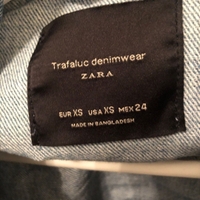 Trafaluc denimwear
ZARA
EUR XS USA XS MEX 24
MADE IN BANGLADESH